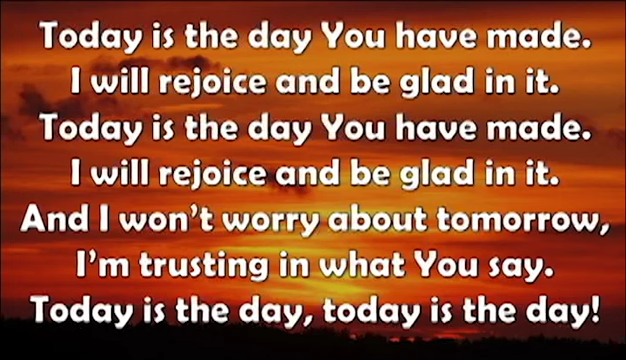 Today is the day You have made.
I will rejoice and be glad in it.
Today is the day You have made.
I will rejoice and be glad in it.
And I won't worry about tomorrow,
I'm trusting in what You say.
Today is the day, today is the day!